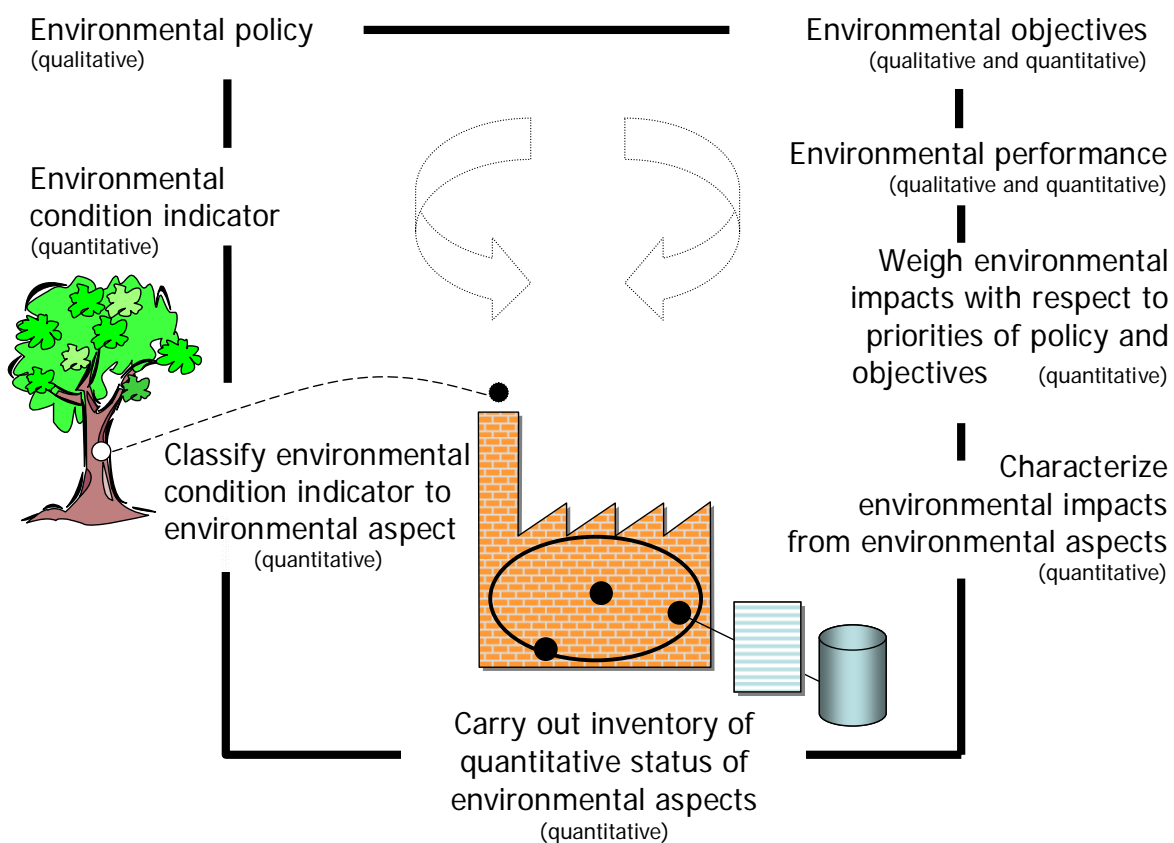 Environmental policy
(qualitative)
Environmental objectives
(qualitative and quantitative)
Environmental
condition indicator
(quantitative)
Environmental performance
(qualitative and quantitative)
Weigh environmental
impacts with respect to
priorities of policy and
objectives (quantitative)
Classify environmental
condition indicator to
environmental aspect
(quantitative)
Characterize
environmental impacts
from environmental aspects
(quantitative)
Carry out inventory of
quantitative status of
environmental aspects
(quantitative)